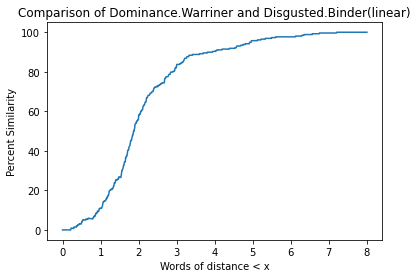 Comparison of Dominance.Warriner and Disgusted.Binder(linear)
100
80
60
40
20
0
Percent Similarity
0 1 2 3 4 5 6 7 8
Words of distance < x